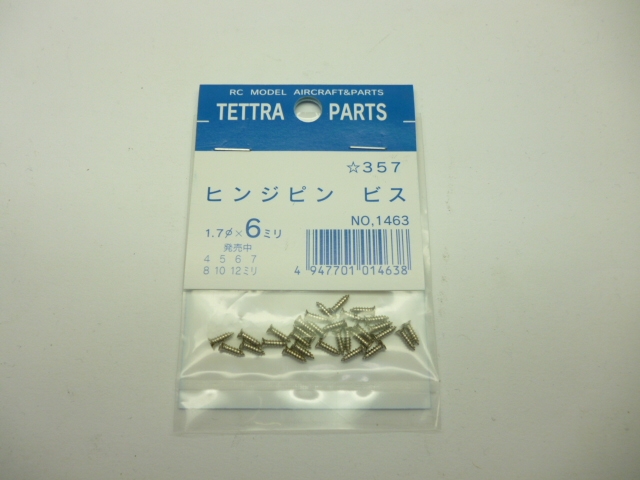 RC MODEL AIRCRAFT&PARTS
TETTRA PARTS
☆357
ヒンジピン ビス
NO,1463
1.7φ×6ミリ
発売中
4 5 6 7
8 10 12ミリ
4 947701 014638